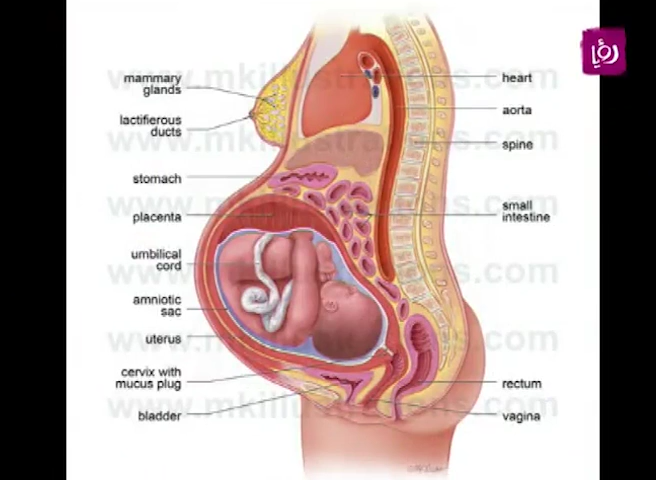 رؤيا
www.mkillustrations.com
mammary
glands
lactiferous
ducts
stomach
placenta
umbilical
cord
amniotic
sac
uterus
cervix with
mucus plug
bladder
heart
aorta
spine
small
intestine
rectum
vagina